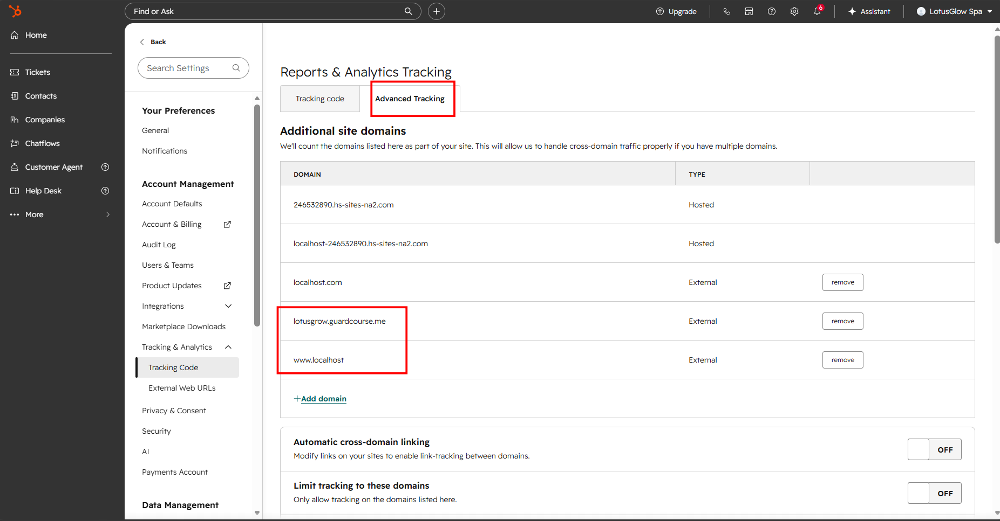 Find or Ask
Upgrade
6
Assistant
LotusGlow Spa
Home
Tickets
Contacts
Companies
Chatflows
Customer Agent
Help Desk
More
Back
Search Settings
Your Preferences
General
Notifications
Account Management
Account Defaults
Account & Billing
Audit Log
Users & Teams
Product Updates
Integrations
Marketplace Downloads
Tracking & Analytics
Tracking Code
External Web URLs
Privacy & Consent
Security
AI
Payments Account
Data Management
Reports & Analytics Tracking
Tracking code
Advanced Tracking
Additional site domains
We'll count the domains listed here as part of your site. This will allow us to handle cross-domain traffic properly if you have multiple domains.
DOMAIN TYPE
246532890.hs-sites-na2.com Hosted
localhost-246532890.hs-sites-na2.com Hosted
localhost.com External remove
lotusgrow.guardcourse.me External remove
www.localhost External remove
+Add domain
Automatic cross-domain linking
Modify links on your sites to enable link-tracking between domains.
OFF
Limit tracking to these domains
Only allow tracking on the domains listed here.
OFF